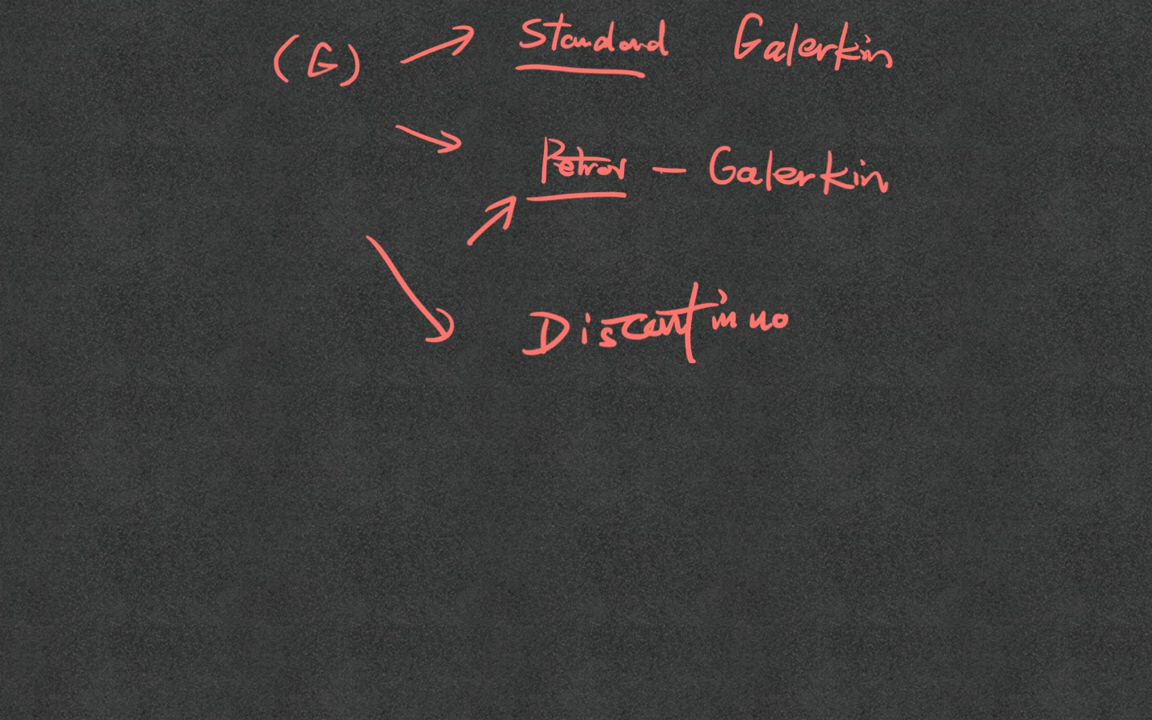 (G) → Standard Galerkin
→ Petrov - Galerkin
Discontinuo